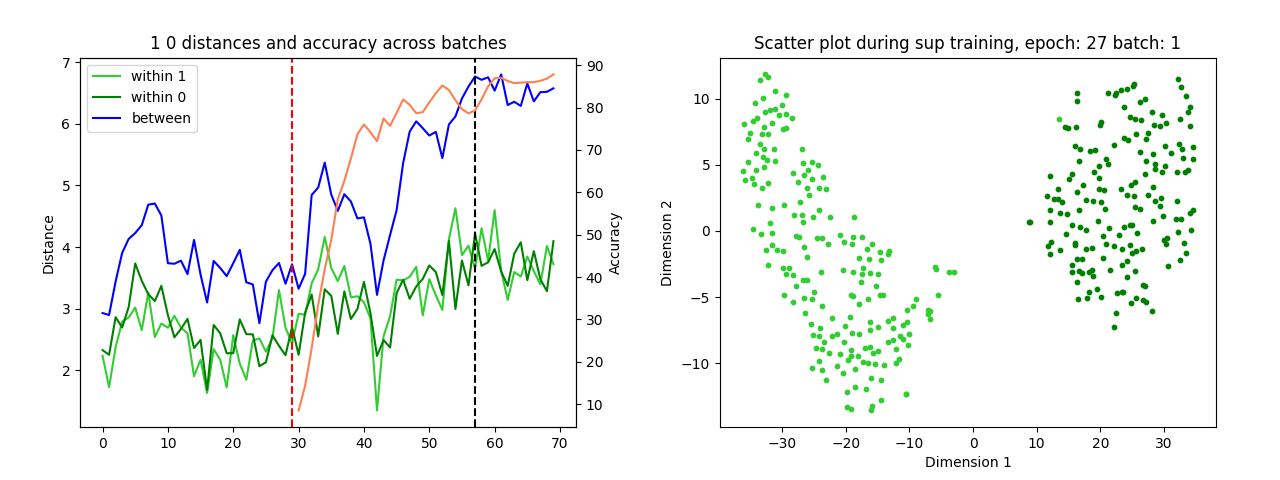 1 0 distances and accuracy across batches
within 1
within 0
between
Distance
7
6
5
4
3
2
0 10 20 30 40 50 60 70
Accuracy
90
80
70
60
50
40
30
20
10
Scatter plot during sup training, epoch: 27 batch: 1
Dimension 2
10
5
0
−5
−10
−30 −20 −10 0 10 20 30
Dimension 1